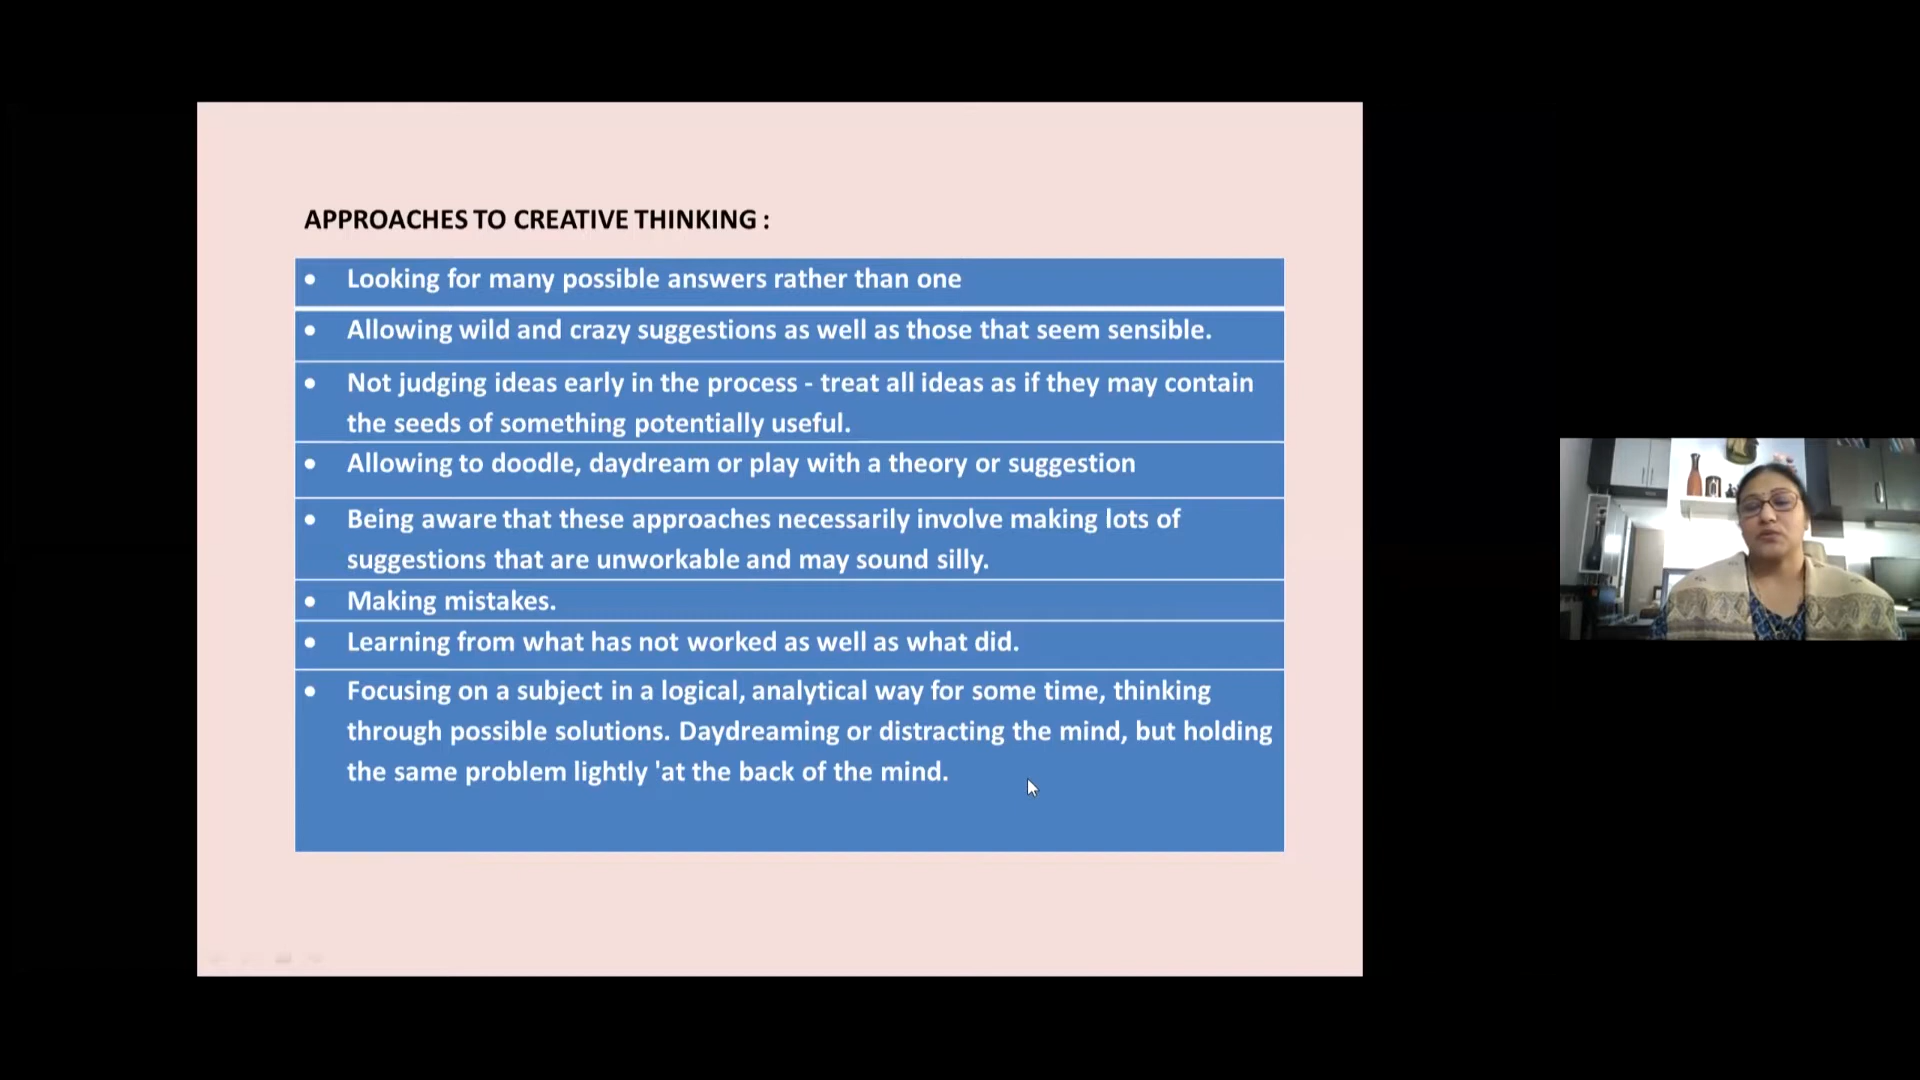 APPROACHES TO CREATIVE THINKING :
• Looking for many possible answers rather than one
• Allowing wild and crazy suggestions as well as those that seem sensible.
• Not judging ideas early in the process - treat all ideas as if they may contain
the seeds of something potentially useful.
• Allowing to doodle, daydream or play with a theory or suggestion
• Being aware that these approaches necessarily involve making lots of
suggestions that are unworkable and may sound silly.
• Making mistakes.
• Learning from what has not worked as well as what did.
• Focusing on a subject in a logical, analytical way for some time, thinking
through possible solutions. Daydreaming or distracting the mind, but holding
the same problem lightly 'at the back of the mind.